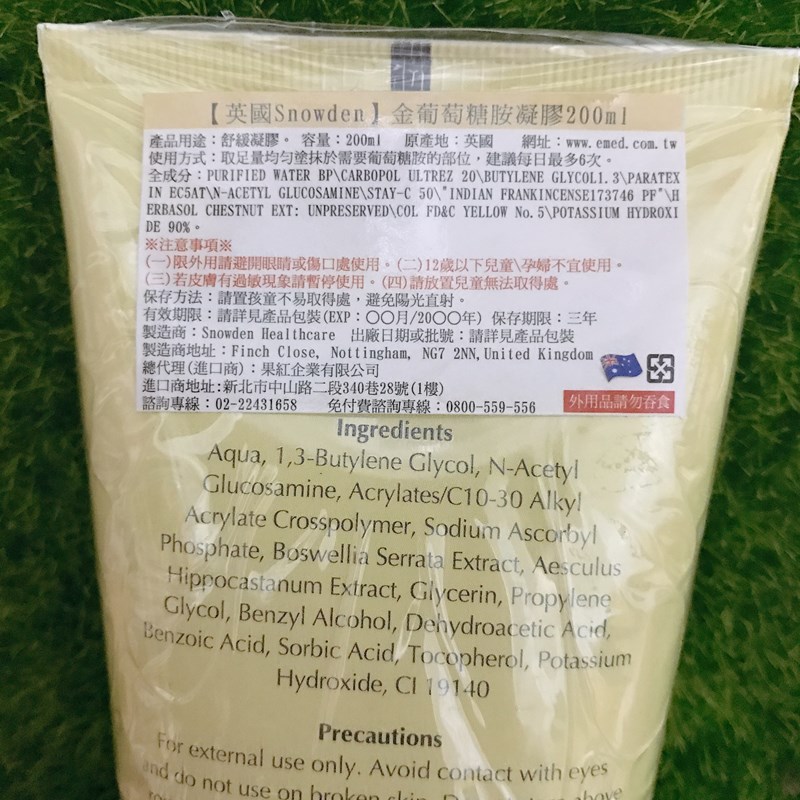 【英國Snowden】金葡萄糖胺凝膠200ml
產品用途：舒緩凝膠。 容量：200ml 原產地：英國 網址：www.emed.com.tw
使用方式：取足量均勻塗抹於需要葡萄糖胺的部位，建議每日最多6次。
全成分：PURIFIED WATER BP\CARBOPOL ULTREZ 20\BUTYLENE GLYCOL1.3\PARATEX
IN EC5AT\N-ACETYL GLUCOSAMINE\STAY-C 50\"INDIAN FRANKINCENSE173746 PF"\H
ERBASOL CHESTNUT EXT: UNPRESERVED\COL FD&C YELLOW No.5\POTASSIUM HYDROXI
DE 90%。
※注意事項※
(一)限外用請避開眼睛或傷口處使用。(二)12歲以下兒童\孕婦不宜使用。
(三)若皮膚有過敏現象請暫停使用。(四)請放置兒童無法取得處。
保存方法：請置孩童不易取得處，避免陽光直射。
有效期限：請詳見產品包裝(EXP：〇〇月/20〇〇年) 保存期限：三年
製造商：Snowden Healthcare 出廠日期或批號：請詳見產品包裝
製造商地址：Finch Close, Nottingham, NG7 2NN,United Kingdom
總代理(進口商)：果紅企業有限公司
進口商地址:新北市中山路二段340巷28號(1樓)
諮詢專線：02-22431658 免付費諮詢專線：0800-559-556
外用品請勿吞食
Ingredients
Aqua, 1,3-Butylene Glycol, N-Acetyl
Glucosamine, Acrylates/C10-30 Alkyl
Acrylate Crosspolymer, Sodium Ascorbyl
Phosphate, Boswellia Serrata Extract, Aesculus
Hippocastanum Extract, Glycerin, Propylene
Glycol, Benzyl Alcohol, Dehydroacetic Acid,
Benzoic Acid, Sorbic Acid, Tocopherol, Potassium
Hydroxide, CI 19140
Precautions
For external use only. Avoid contact with eyes
and do not use on broken skin.